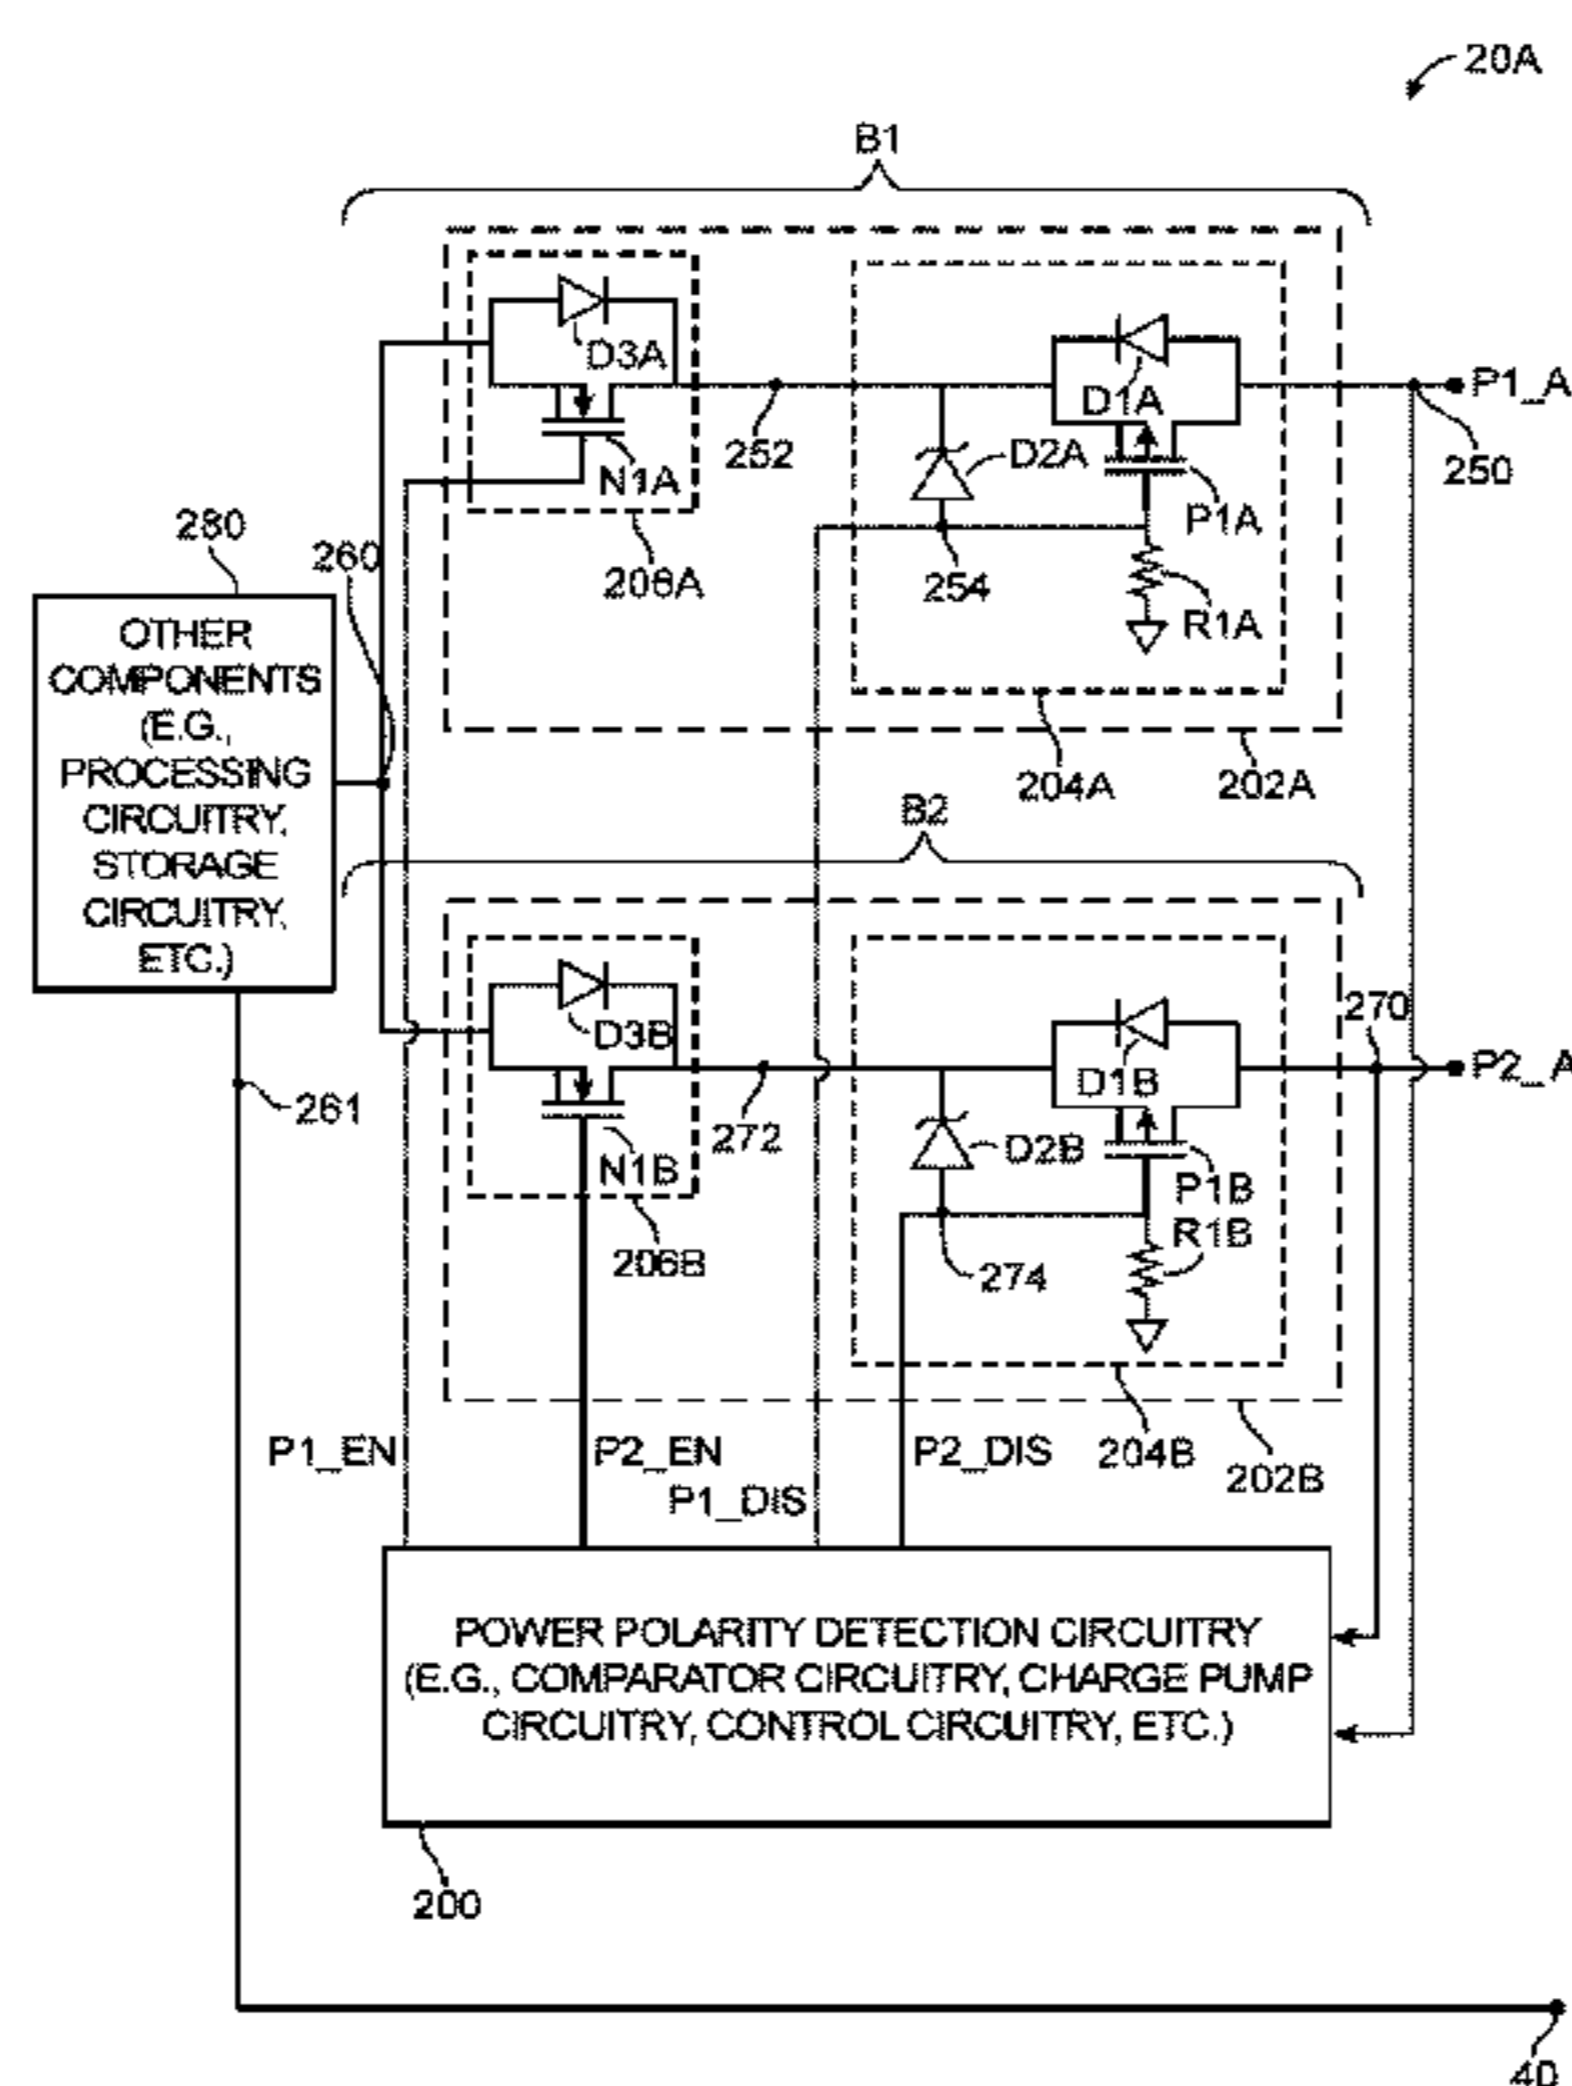 20A
B1
D3A
N1A
206A
252
D1A
D2A
P1A
254
R1A
P1_A
250
204A
202A
280
260
OTHER
COMPONENTS
(E.G.,
PROCESSING
CIRCUITRY,
STORAGE
CIRCUITRY,
ETC.)
B2
D3B
N1B
206B
272
D1B
D2B
P1B
R1B
274
270
P2_A
261
P1_EN
P2_EN
P1_DIS
P2_DIS
204B
202B
POWER POLARITY DETECTION CIRCUITRY
(E.G., COMPARATOR CIRCUITRY, CHARGE PUMP
CIRCUITRY, CONTROL CIRCUITRY, ETC.)
200
40